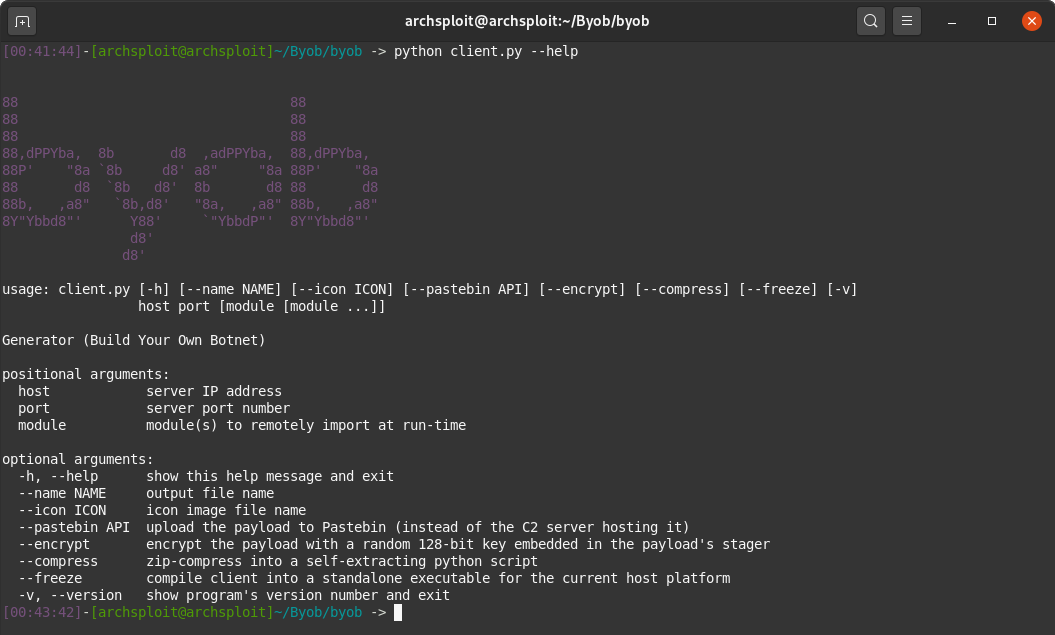 archsploit@archsploit:~/Byob/byob
[00:41:44]-[archsploit@archsploit]~/Byob/byob -> python client.py --help
88                                  88
88                                  88
88                                  88
88,dPPYba,  8b       d8  ,adPPYba,  88,dPPYba,
88P'    "8a `8b     d8' a8"     "8a 88P'    "8a
88       d8  `8b   d8'  8b       d8 88       d8
88b,   ,a8"   `8b,d8'   "8a,   ,a8" 88b,   ,a8"
8Y"Ybbd8"'      Y88'     `"YbbdP"'  8Y"Ybbd8"'
                d8'
               d8'
usage: client.py [-h] [--name NAME] [--icon ICON] [--pastebin API] [--encrypt] [--compress] [--freeze] [-v]
                 host port [module [module ...]]
Generator (Build Your Own Botnet)
positional arguments:
  host            server IP address
  port            server port number
  module          module(s) to remotely import at run-time
optional arguments:
  -h, --help      show this help message and exit
  --name NAME     output file name
  --icon ICON     icon image file name
  --pastebin API  upload the payload to Pastebin (instead of the C2 server hosting it)
  --encrypt       encrypt the payload with a random 128-bit key embedded in the payload's stager
  --compress      zip-compress into a self-extracting python script
  --freeze        compile client into a standalone executable for the current host platform
  -v, --version   show program's version number and exit
[00:43:42]-[archsploit@archsploit]~/Byob/byob ->